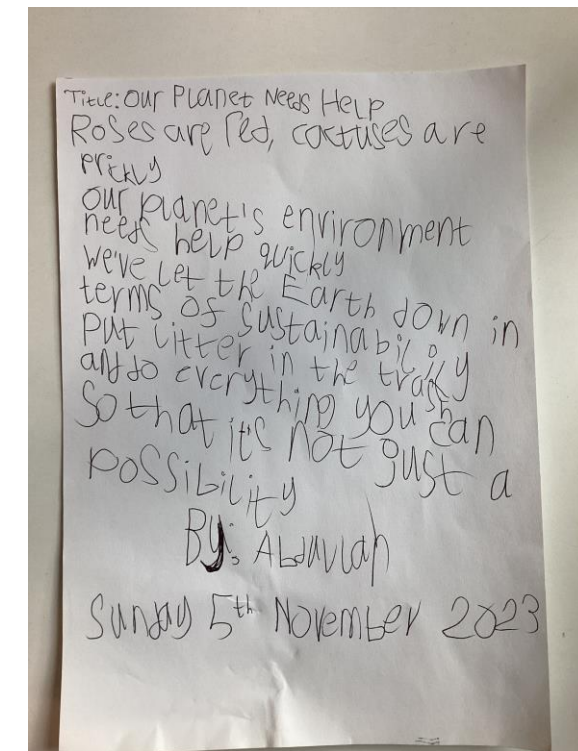 Title: Our Planet Needs Help
Roses are Red, cactuses are
prickly
our planet's environment
needs help quickly
we've let the Earth down in
terms of sustainability
Put litter in the trash
and do everything you can
So that it's not just a
possibility
By: Abdullah
Sunday 5th November 2023